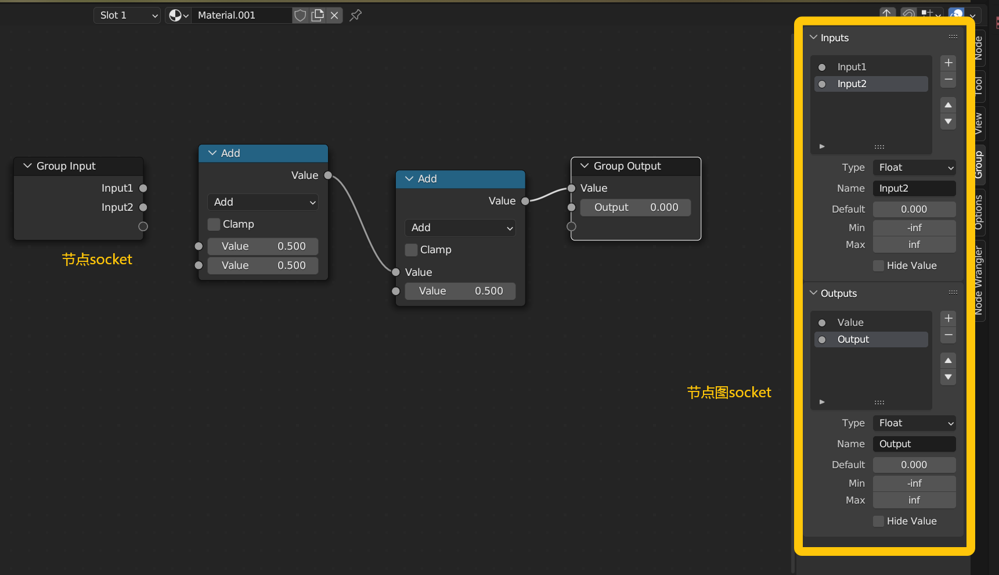 Slot 1
Material.001
Group Input
Input1
Input2
节点socket
Add
Value
Add
Clamp
Value 0.500
Value 0.500
Add
Value
Add
Clamp
Value
Value 0.500
Group Output
Value
Output 0.000
节点图socket
Inputs
Input1
Input2
Type Float
Name Input2
Default 0.000
Min -inf
Max inf
Hide Value
Outputs
Value
Output
Type Float
Name Output
Default 0.000
Min -inf
Max inf
Hide Value
Node
Tool
View
Group
Options
Node Wrangler